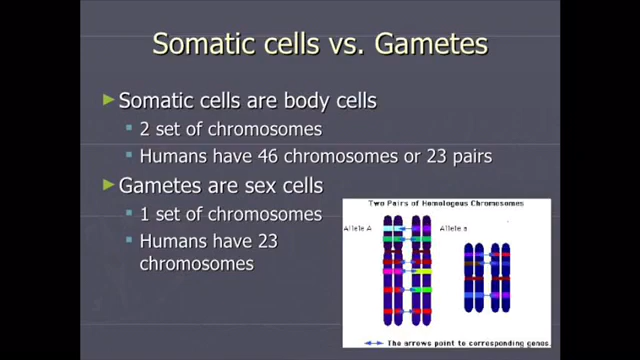 Somatic cells vs. Gametes
Somatic cells are body cells
2 set of chromosomes
Humans have 46 chromosomes or 23 pairs
Gametes are sex cells
1 set of chromosomes
Humans have 23
chromosomes
Two Pairs of Homologous Chromosomes
Allele A
Allele a
The arrows point to corresponding genes.